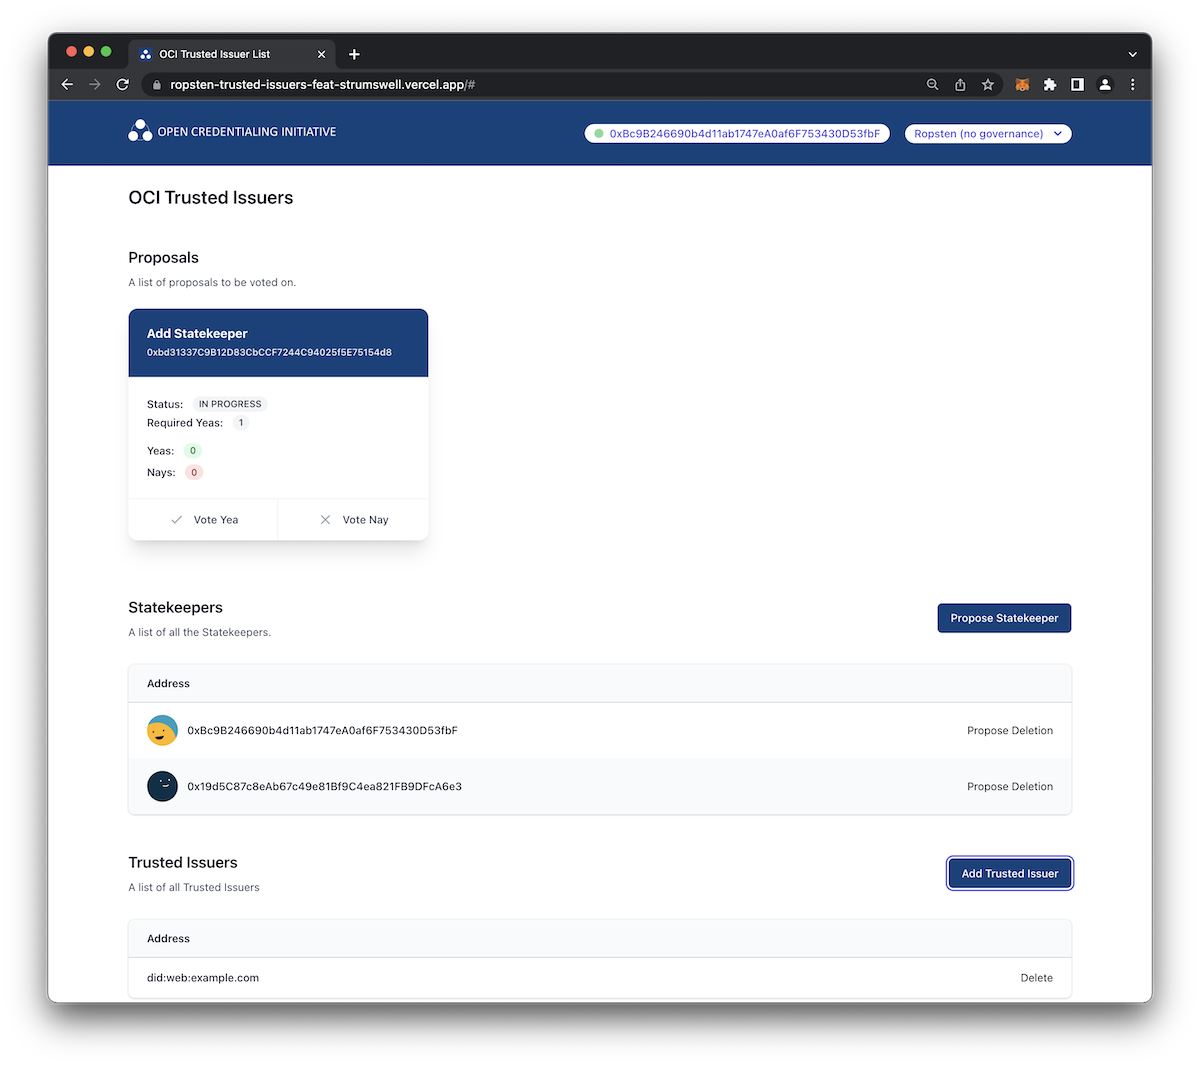 OCI Trusted Issuer List
ropsten-trusted-issuers-feat-strumswell.vercel.app/#
OPEN CREDENTIALING INITIATIVE
0xBc9B246690b4d11ab1747eA0af6F753430D53fbF
Ropsten (no governance)
OCI Trusted Issuers
Proposals
A list of proposals to be voted on.
Add Statekeeper
0xbd31337C9B12D83CbCCF7244C94025f5E75154d8
Status: IN PROGRESS
Required Yeas: 1
Yeas: 0
Nays: 0
Vote Yea
Vote Nay
Statekeepers
Propose Statekeeper
A list of all the Statekeepers.
Address
0xBc9B246690b4d11ab1747eA0af6F753430D53fbF
Propose Deletion
0x19d5C87c8eAb67c49e81Bf9C4ea821FB9DFcA6e3
Propose Deletion
Trusted Issuers
Add Trusted Issuer
A list of all Trusted Issuers
Address
did:web:example.com
Delete